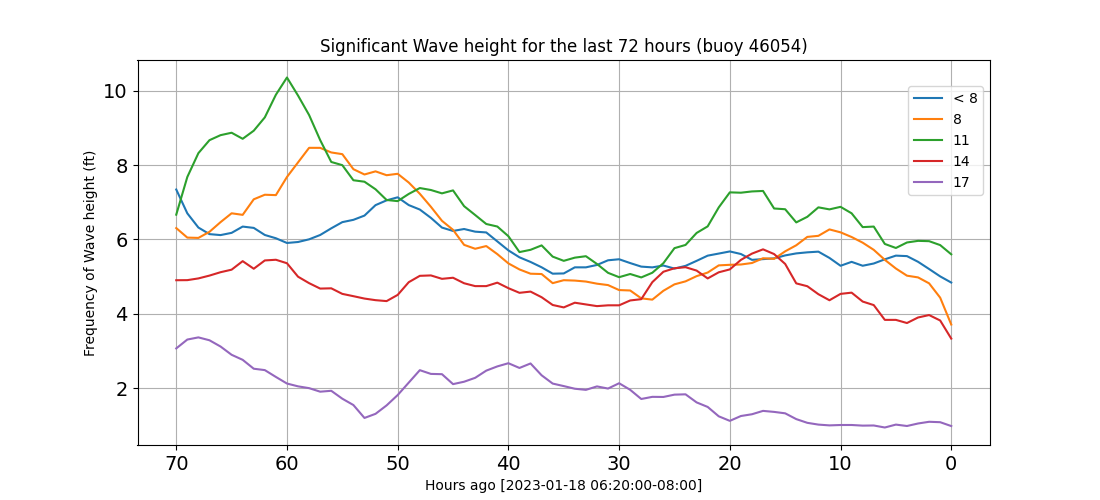 Significant Wave height for the last 72 hours (buoy 46054)
Frequency of Wave height (ft)
10
8
6
4
2
< 8
8
11
14
17
70 60 50 40 30 20 10 0
Hours ago [2023-01-18 06:20:00-08:00]